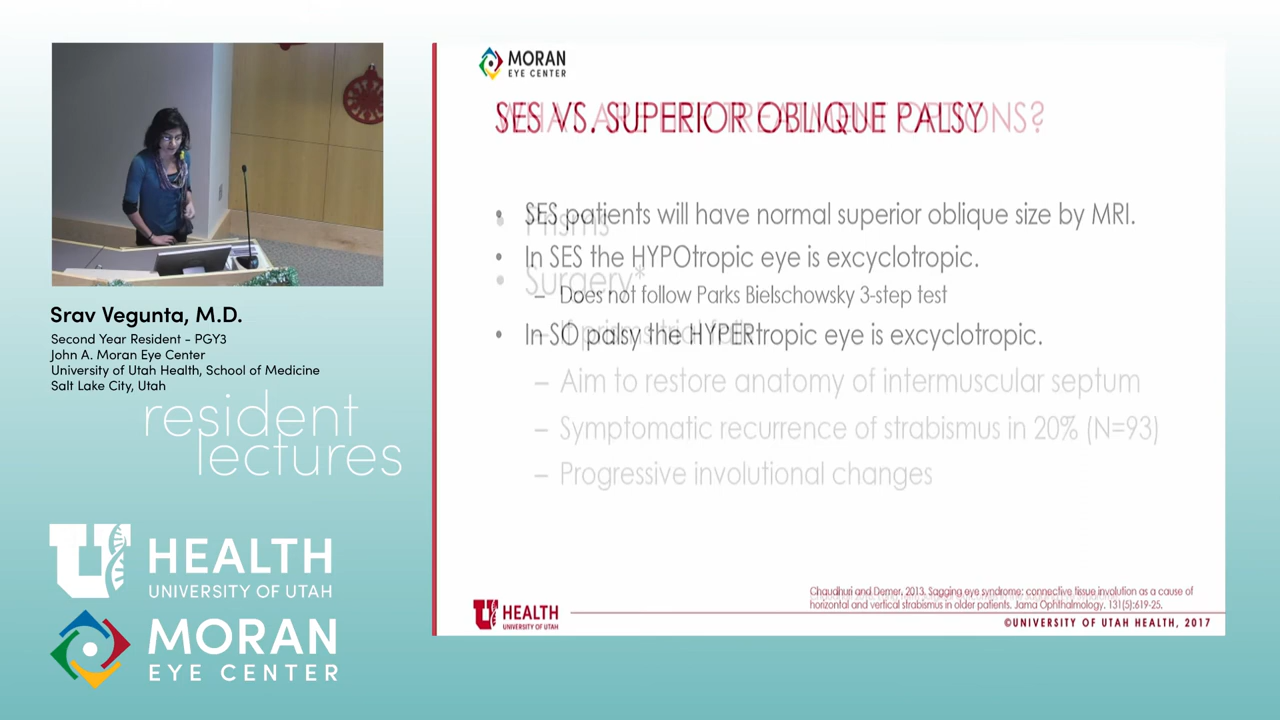 MORAN
EYE CENTER
SES VS. SUPERIOR OBLIQUE PALSY
WHAT ARE TREATMENT OPTIONS?
• SES patients will have normal superior oblique size by MRI.
• Prisms
• In SES the HYPOtropic eye is excyclotropic.
• Surgery*
– Does not follow Parks Bielschowsky 3-step test
• In SO palsy the HYPERtropic eye is excyclotropic.
– Aim to restore anatomy of intermuscular septum
– Symptomatic recurrence of strabismus in 20% (N=93)
– Progressive involutional changes
Chaudhuri and Demer, 2013. Sagging eye syndrome: connective tissue involution as a cause of
horizontal and vertical strabismus in older patients. Jama Ophthalmology. 131(5):619-25.
U HEALTH
UNIVERSITY OF UTAH
©UNIVERSITY OF UTAH HEALTH, 2017
Srav Vegunta, M.D.
Second Year Resident - PGY3
John A. Moran Eye Center
University of Utah Health, School of Medicine
Salt Lake City, Utah
resident
lectures
U HEALTH
UNIVERSITY OF UTAH
MORAN
EYE CENTER